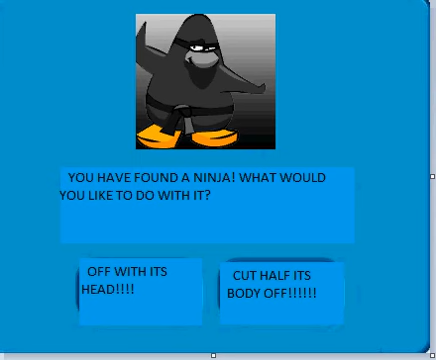 YOU HAVE FOUND A NINJA! WHAT WOULD
YOU LIKE TO DO WITH IT?
OFF WITH ITS
HEAD!!!!
CUT HALF ITS
BODY OFF!!!!!!